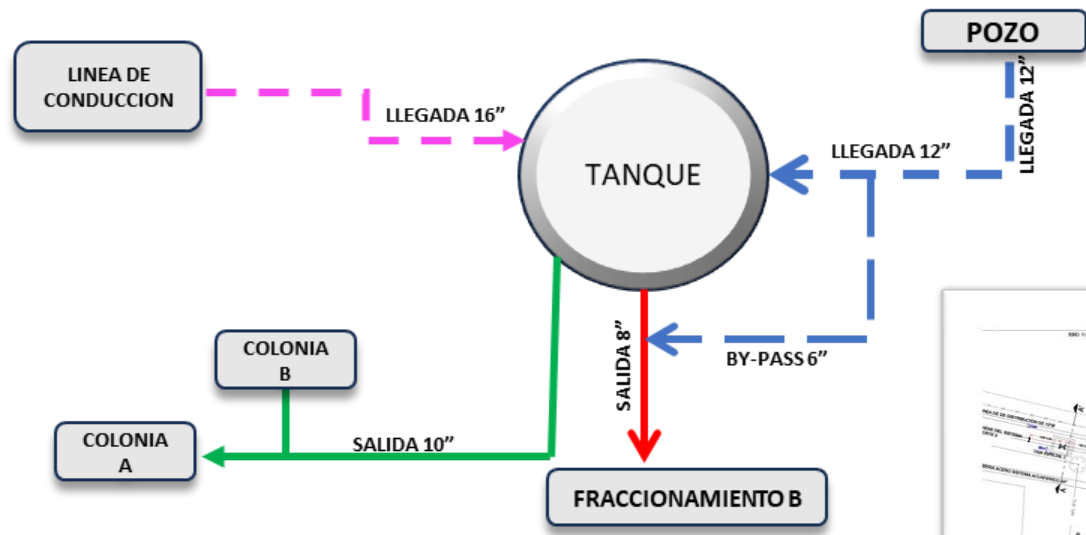 POZO
LINEA DE
CONDUCCION
LLEGADA 16”
LLEGADA 12”
LLEGADA 12”
TANQUE
SALIDA 8”
BY-PASS 6”
COLONIA
B
COLONIA
A
SALIDA 10”
FRACCIONAMIENTO B